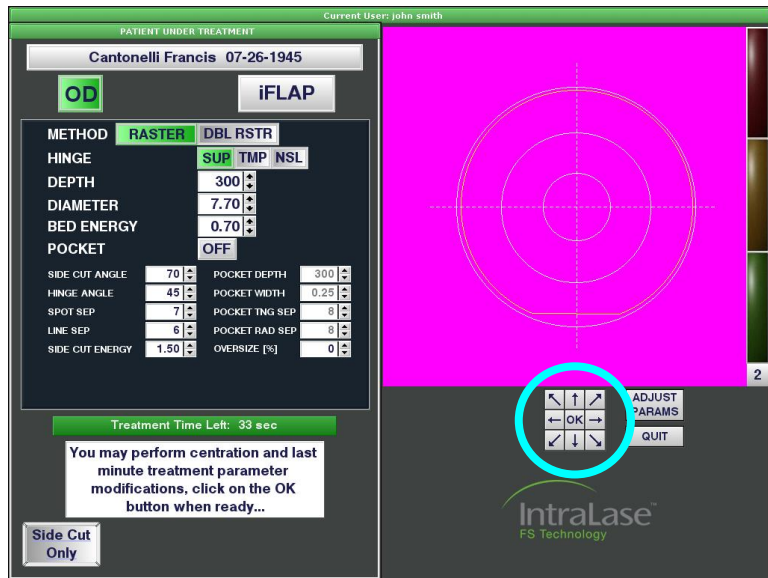 Current User: john smith
PATIENT UNDER TREATMENT
Cantonelli Francis 07-26-1945
OD
iFLAP
METHOD RASTER DBL RSTR
HINGE SUP TMP NSL
DEPTH 300
DIAMETER 7.70
BED ENERGY 0.70
POCKET OFF
SIDE CUT ANGLE 70 POCKET DEPTH 300
HINGE ANGLE 45 POCKET WIDTH 0.25
SPOT SEP 7 POCKET TNG SEP 8
LINE SEP 6 POCKET RAD SEP 8
SIDE CUT ENERGY 1.50 OVERSIZE [%] 0
Treatment Time Left: 33 sec
You may perform centration and last
minute treatment parameter
modifications, click on the OK
button when ready...
Side Cut
Only
2
↖ ↑ ↗
← OK →
↙ ↓ ↘
ADJUST
PARAMS
QUIT
IntraLase™
FS Technology